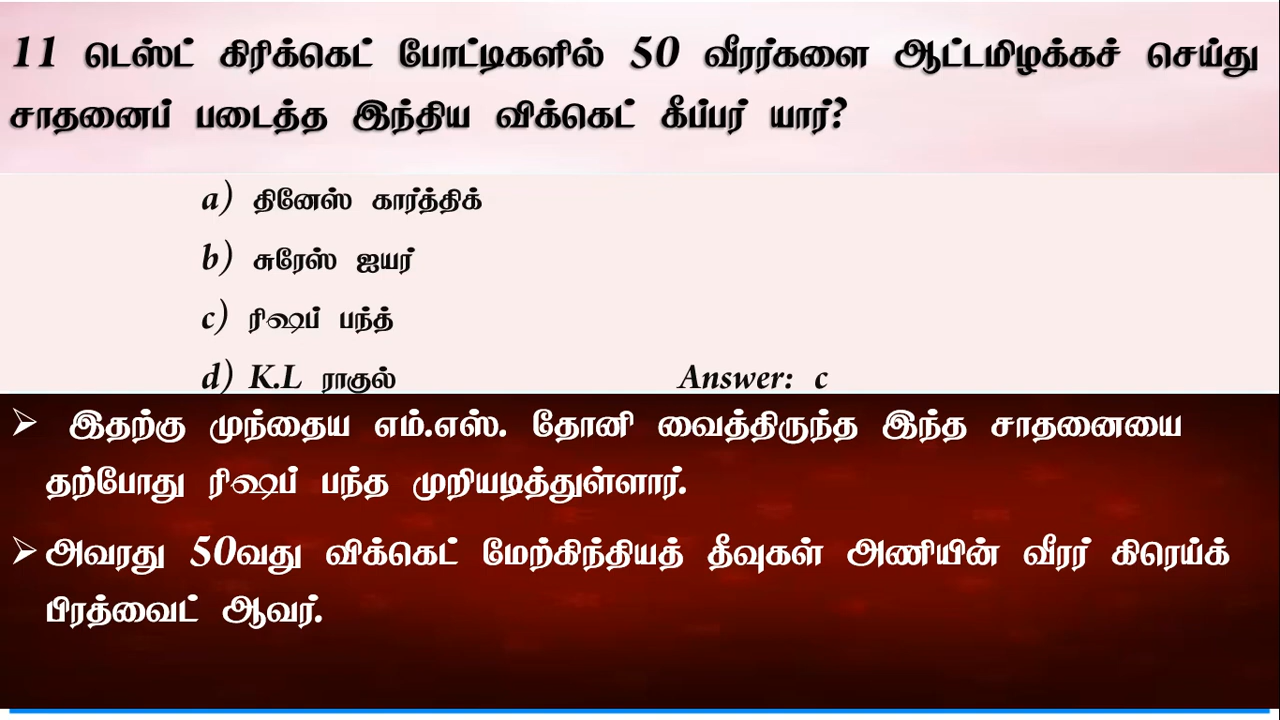 11 டெஸ்ட் கிரிக்கெட் போட்டிகளில் 50 வீரர்களை ஆட்டமிழக்கச் செய்து
சாதனைப் படைத்த இந்திய விக்கெட் கீப்பர் யார்?
a) தினேஸ் கார்த்திக்
b) சுரேஸ் ஐயர்
c) ரிஷப் பந்த்
d) K.L ராகுல் Answer: c
➢ இதற்கு முந்தைய எம்.எஸ். தோனி வைத்திருந்த இந்த சாதனையை
தற்போது ரிஷப் பந்த முறியடித்துள்ளார்.
➢ அவரது 50வது விக்கெட் மேற்கிந்தியத் தீவுகள் அணியின் வீரர் கிரெய்க்
பிரத்வைட் ஆவர்.